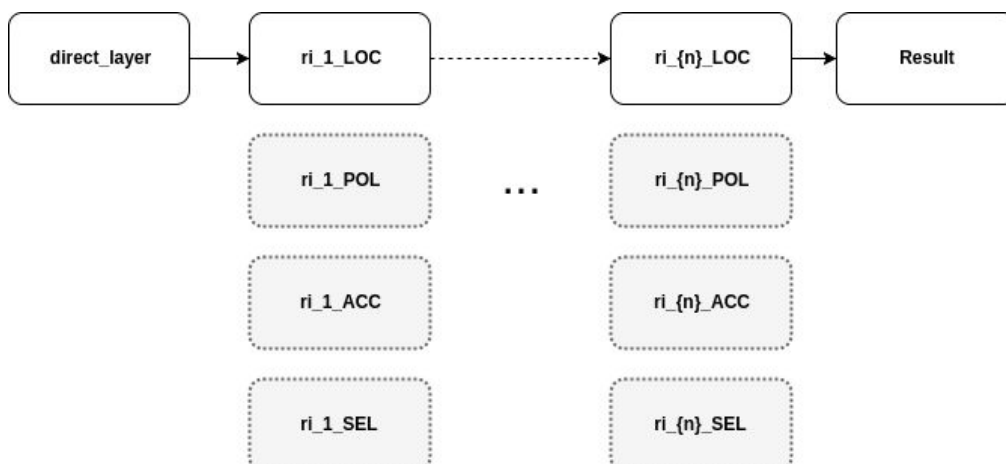 direct_layer
ri_1_LOC
ri_{n}_LOC
Result
ri_1_POL
...
ri_{n}_POL
ri_1_ACC
ri_{n}_ACC
ri_1_SEL
ri_{n}_SEL